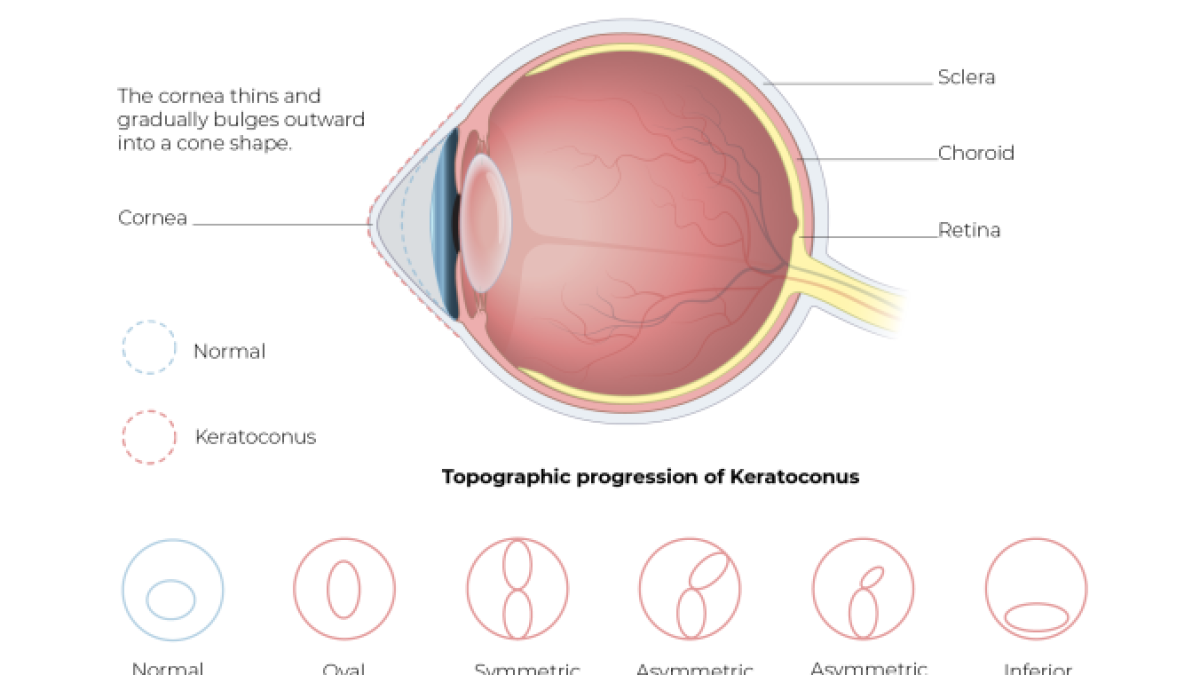 The cornea thins and
gradually bulges outward
into a cone shape.
Cornea
Sclera
Choroid
Retina
Normal
Keratoconus
Topographic progression of Keratoconus
Normal
Oval
Symmetric
Asymmetric
Asymmetric
Inferior